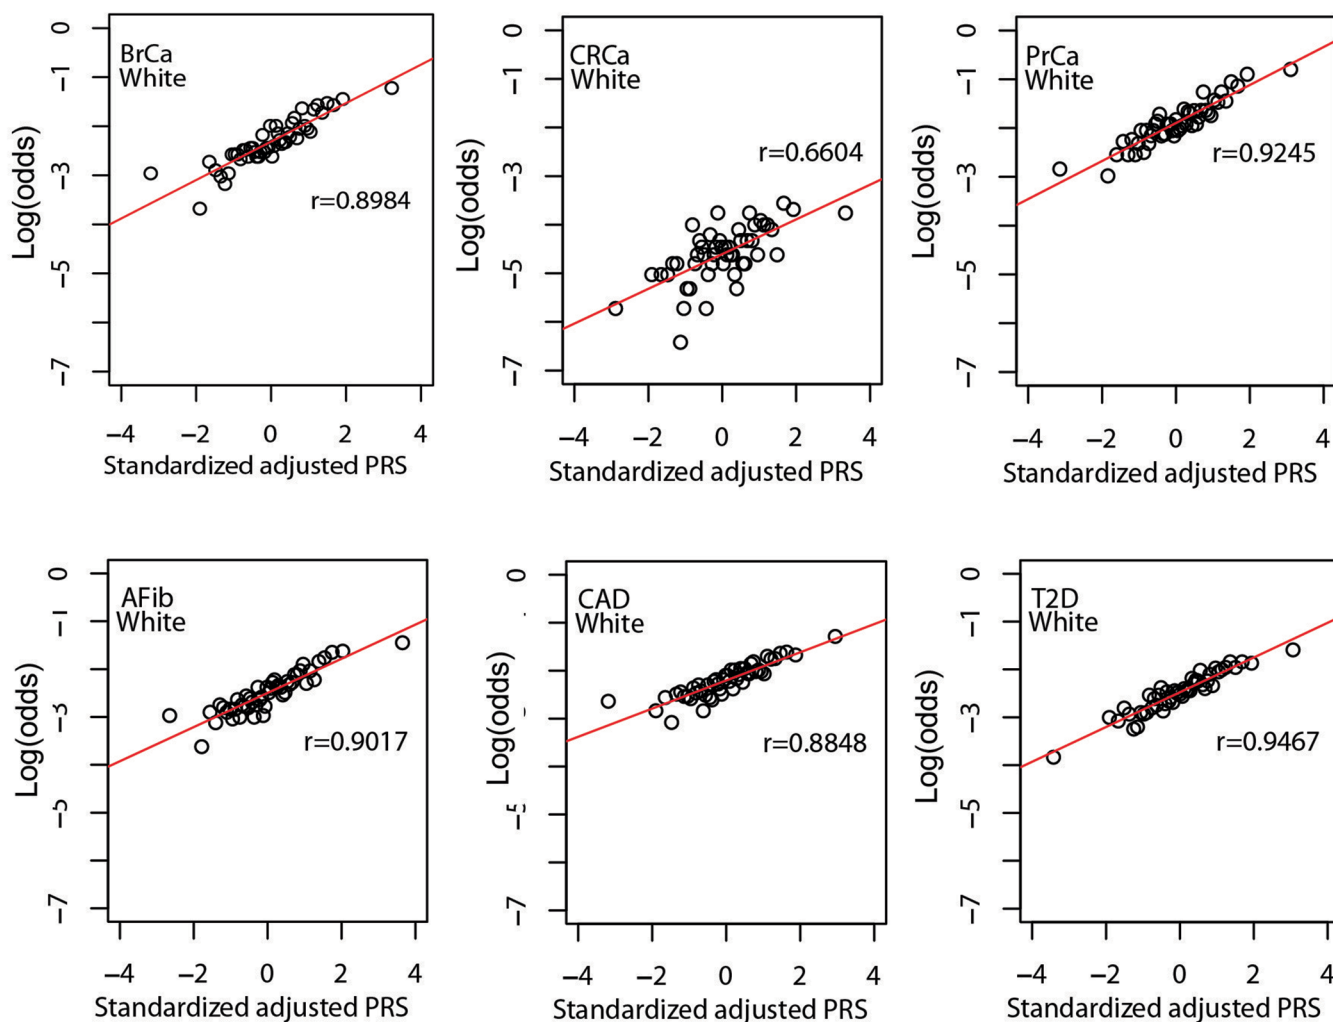 BrCa
White
r=0.8984
Log(odds)
0
−1
−3
−5
−7
−4 −2 0 2 4
Standardized adjusted PRS
CRCa
White
r=0.6604
Log(odds)
0
−1
−3
−5
−7
−4 −2 0 2 4
Standardized adjusted PRS
PrCa
White
r=0.9245
Log(odds)
0
−1
−3
−5
−7
−4 −2 0 2 4
Standardized adjusted PRS
AFib
White
r=0.9017
Log(odds)
0
−1
−3
−5
−7
−4 −2 0 2 4
Standardized adjusted PRS
CAD
White
r=0.8848
Log(odds)
0
−7
−4 −2 0 2 4
Standardized adjusted PRS
T2D
White
r=0.9467
Log(odds)
0
−1
−3
−5
−7
−4 −2 0 2 4
Standardized adjusted PRS